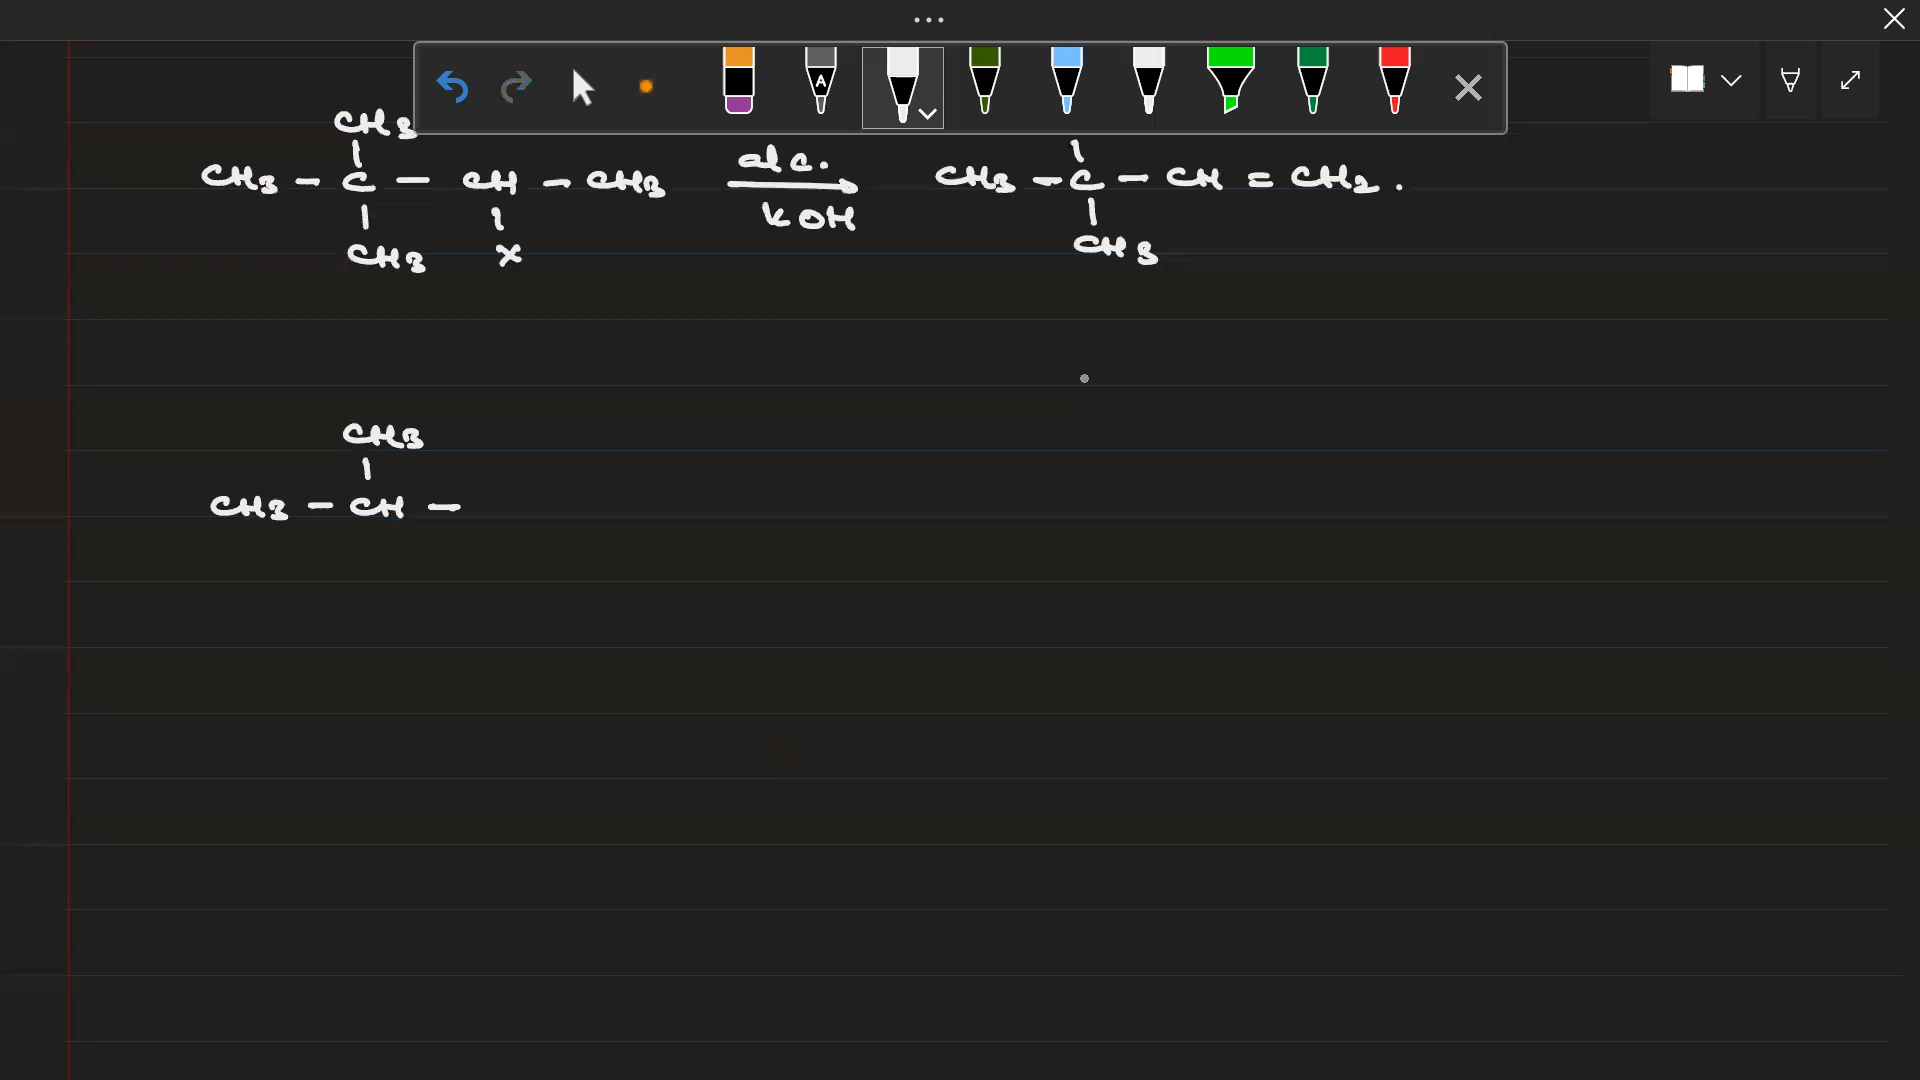 CH3
CH3 - C - CH - CH3 alc. KOH CH3 - C - CH = CH2.
CH3 X CH3
CH3
CH3 - CH -